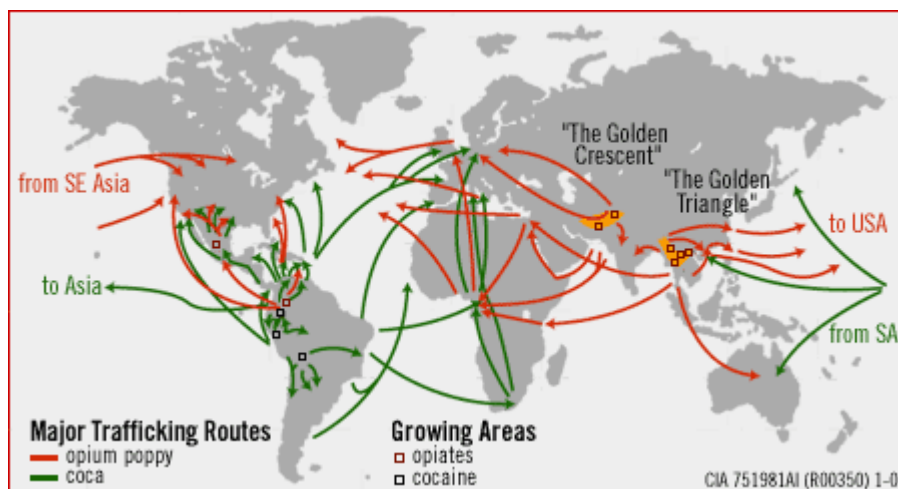 "The Golden
Crescent"
"The Golden
Triangle"
from SE Asia
to USA
to Asia
from SA
Major Trafficking Routes
opium poppy
coca
Growing Areas
opiates
cocaine
CIA 751981AI (R00350) 1-0